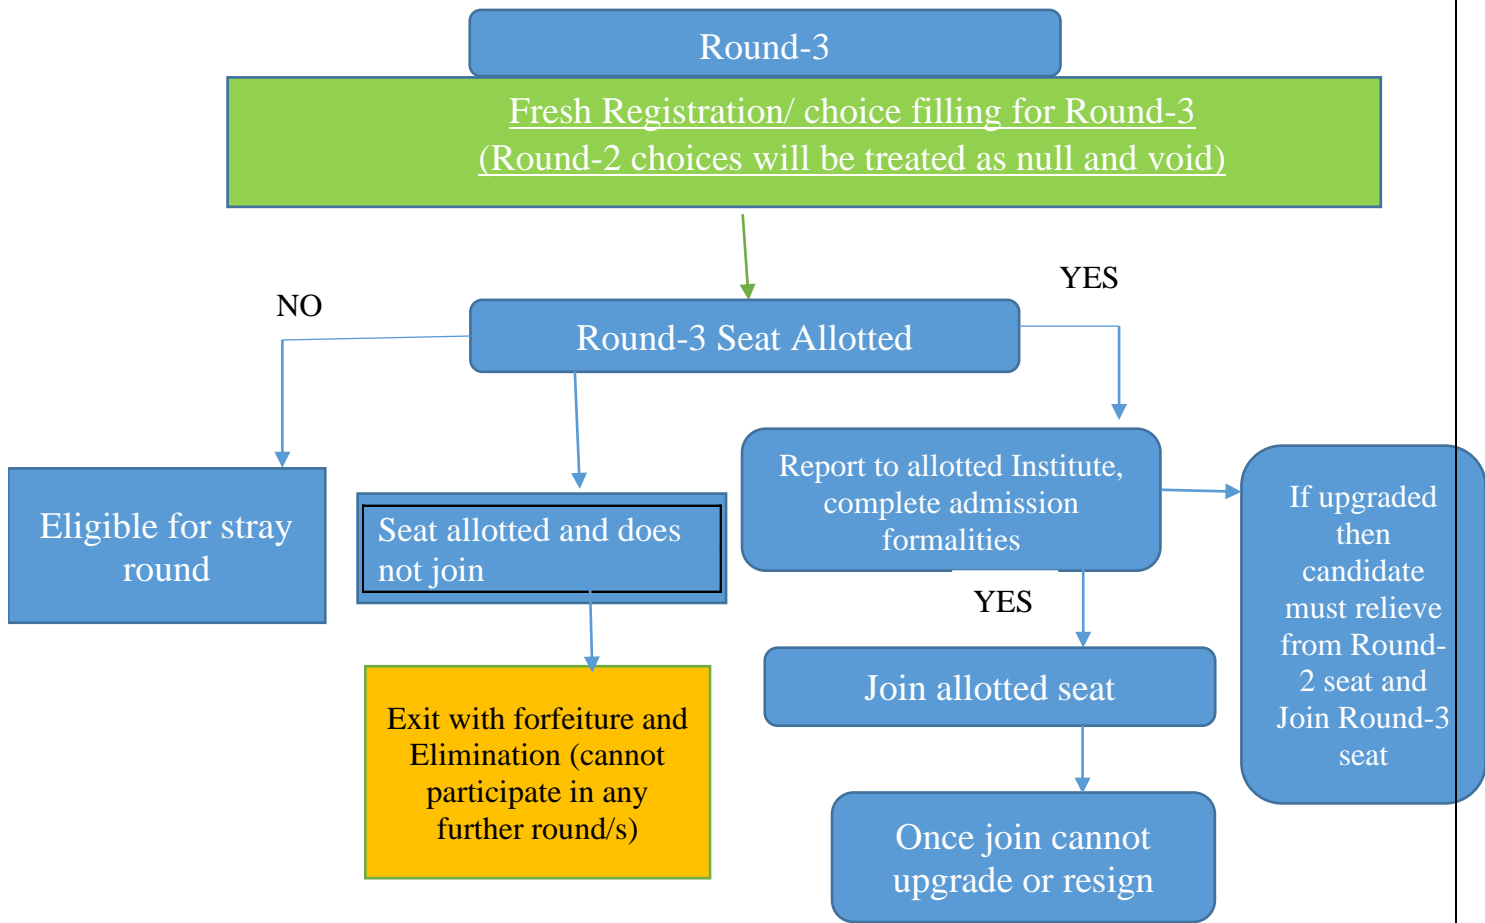 Round-3
Fresh Registration/ choice filling for Round-3
(Round-2 choices will be treated as null and void)
NO
YES
Round-3 Seat Allotted
Eligible for stray
round
Seat allotted and does
not join
Report to allotted Institute,
complete admission
formalities
If upgraded
then
candidate
must relieve
from Round-
2 seat and
Join Round-3
seat
YES
Join allotted seat
Exit with forfeiture and
Elimination (cannot
participate in any
further round/s)
Once join cannot
upgrade or resign